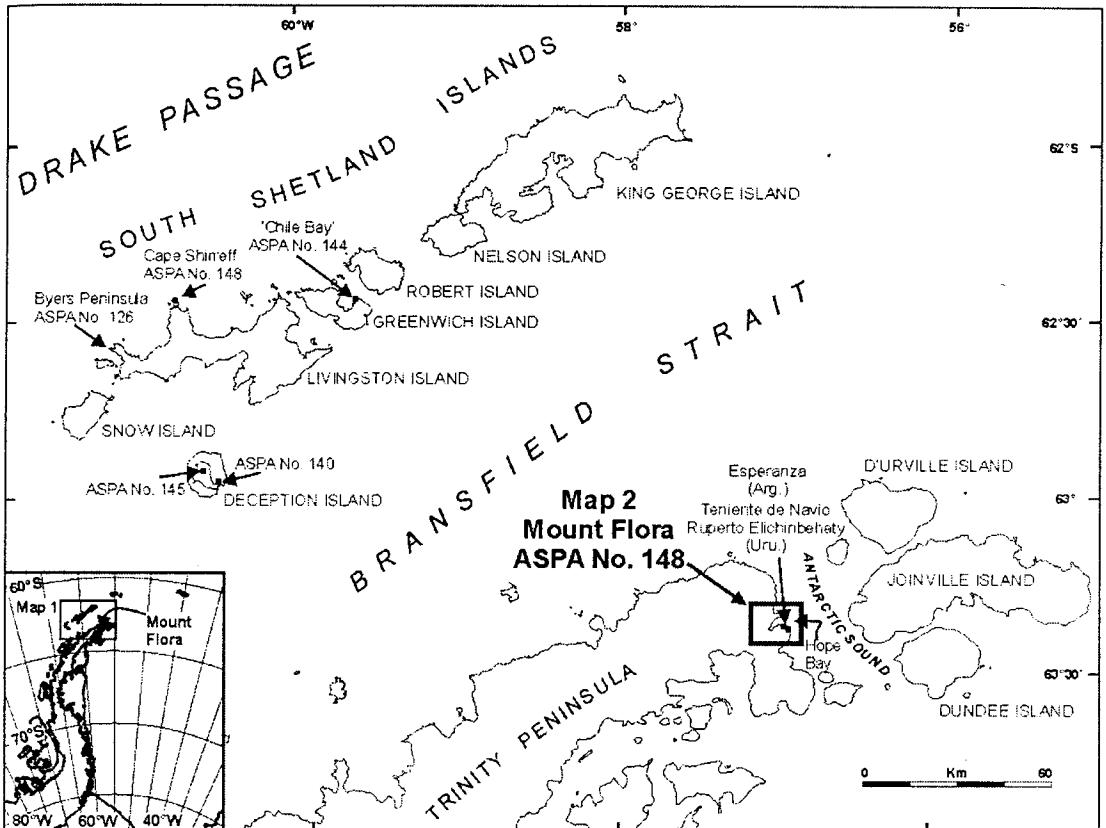 60°W
58°
56°
DRAKE PASSAGE
SOUTH SHETLAND ISLANDS
62°S
KING GEORGE ISLAND
'Chile Bay'
ASPA No. 144
NELSON ISLAND
Cape Shirreff
ASPA No. 148
ROBERT ISLAND
Byers Peninsula
ASPA No. 126
GREENWICH ISLAND
62°30'
LIVINGSTON ISLAND
SNOW ISLAND
BRANSFIELD STRAIT
ASPA No. 140
ASPA No. 145
DECEPTION ISLAND
D'URVILLE ISLAND
Esperanza
(Arg.)
Teniente de Navio
Ruperto Elichiribehety
(Uru.)
63°
Map 2
Mount Flora
ASPA No. 148
ANTARCTIC SOUND
JOINVILLE ISLAND
Hope
Bay
63°30'
DUNDEE ISLAND
TRINITY PENINSULA
0 Km 60
60°S
Map 1
Mount
Flora
70°S
80°W 60°W 40°W